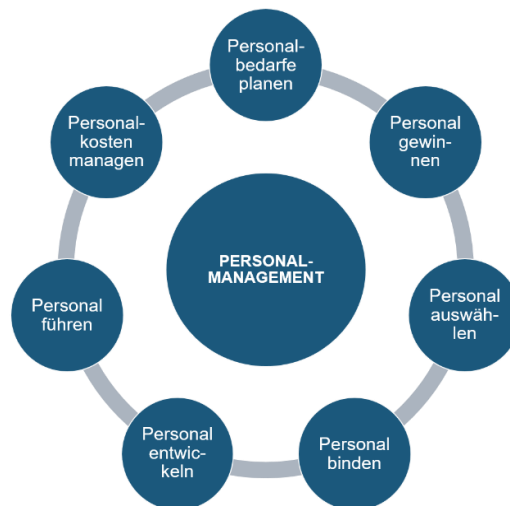 Personal-
bedarfe
planen
Personal
gewin-
nen
Personal
auswäh-
len
Personal
binden
Personal
entwic-
keln
Personal
führen
Personal-
kosten
managen
PERSONAL-
MANAGEMENT